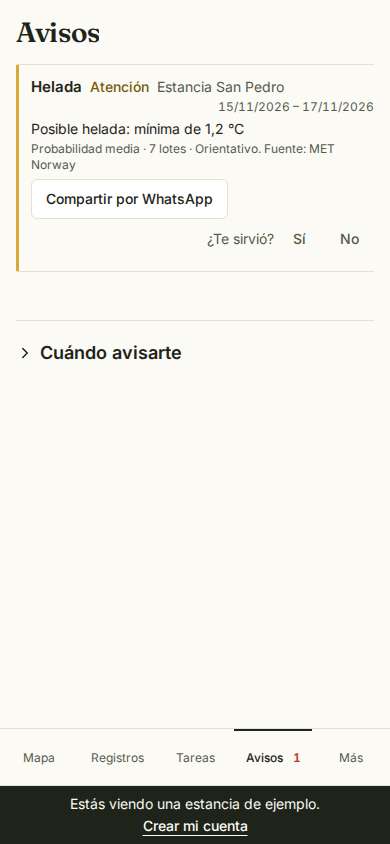 Avisos
Helada Atención Estancia San Pedro
15/11/2026 – 17/11/2026
Posible helada: mínima de 1,2 °C
Probabilidad media · 7 lotes · Orientativo. Fuente: MET
Norway
Compartir por WhatsApp
¿Te sirvió? Sí No
Cuándo avisarte
Mapa Registros Tareas Avisos 1 Más
Estás viendo una estancia de ejemplo.
Crear mi cuenta